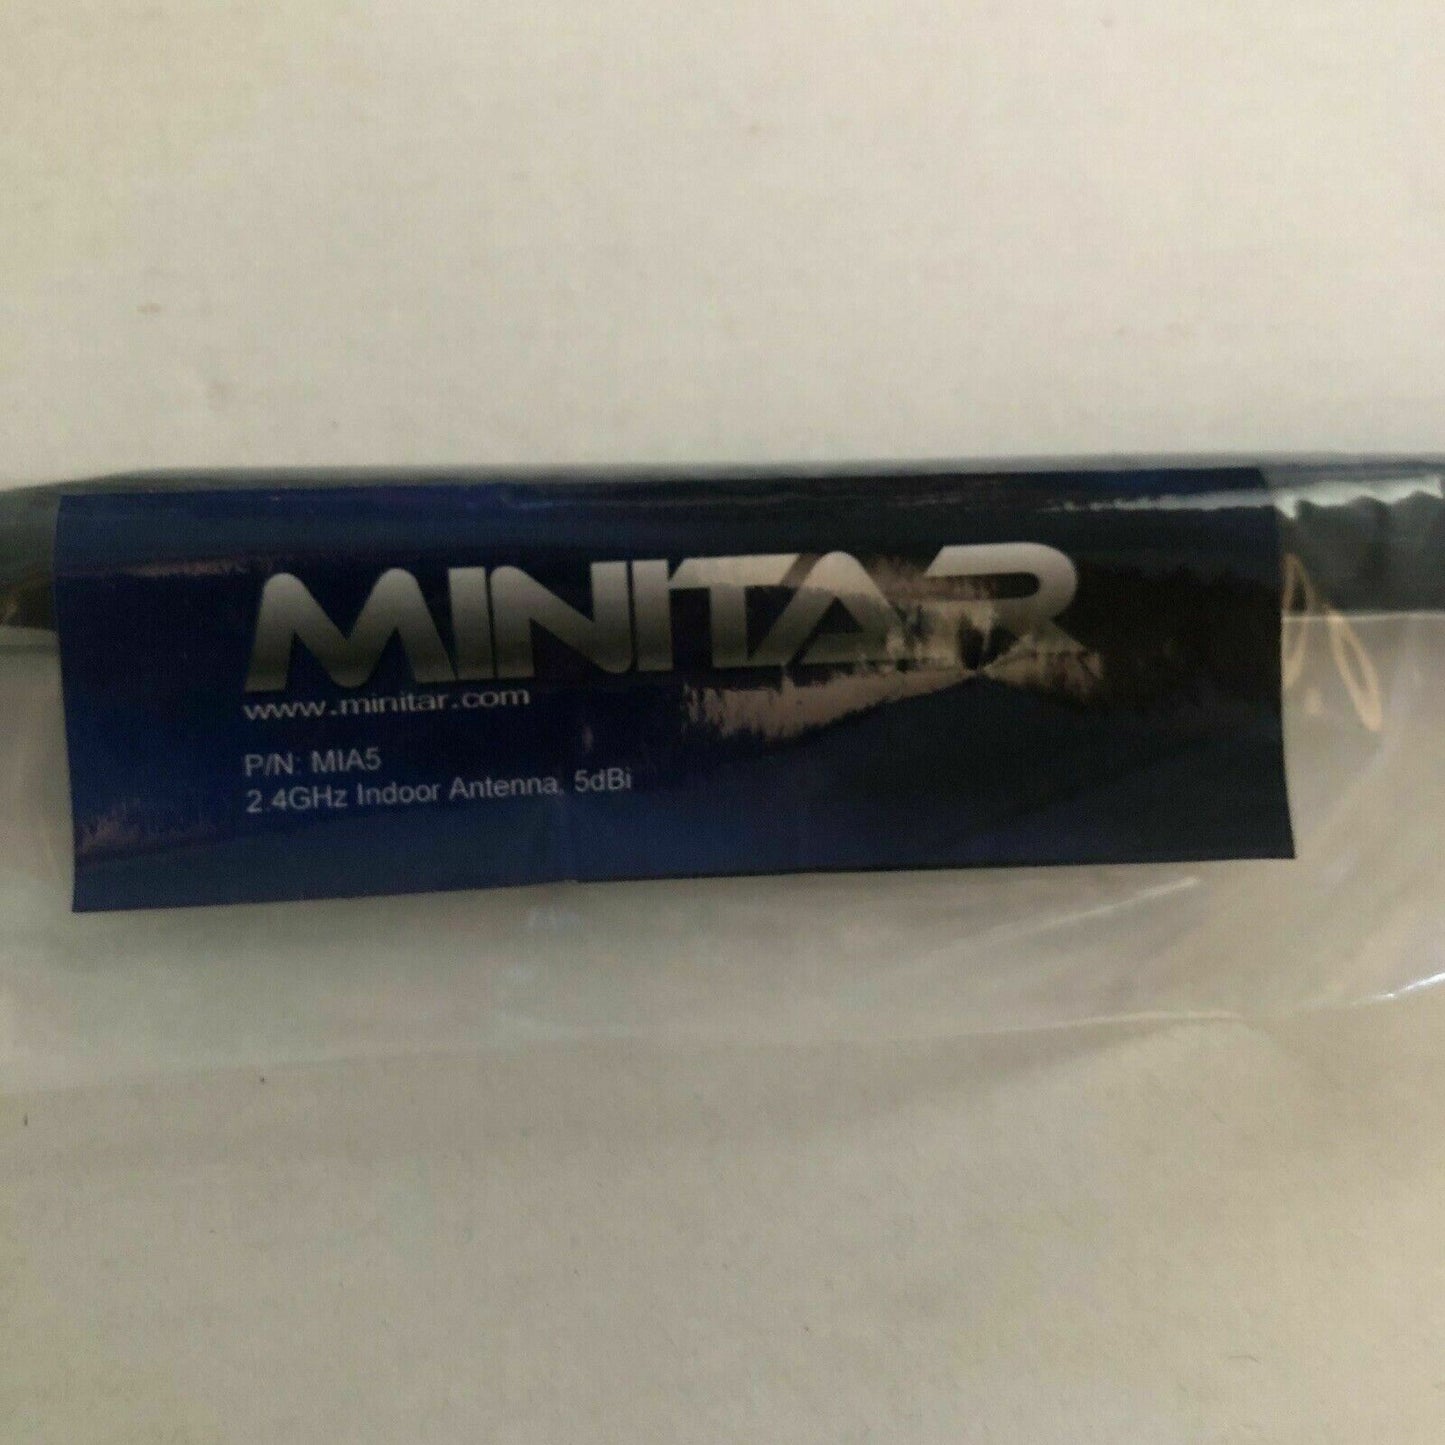 MINITAR
www.minitar.com
P/N: MIA5
2.4GHz Indoor Antenna, 5dBi